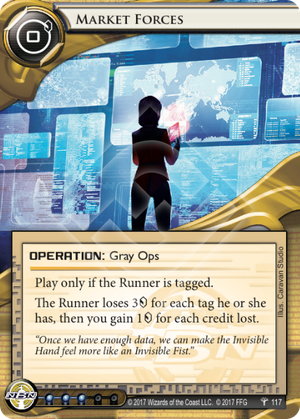 MARKET FORCES
OPERATION: Gray Ops
Play only if the Runner is tagged.
The Runner loses 3 for each tag he or she
has, then you gain 1 for each credit lost.
"Once we have enough data, we can make the Invisible
Hand feel more like an Invisible Fist."
Illus. Caravan Studio
NBN
© 2017 Wizards of the Coast LLC. © 2017 FFG
117